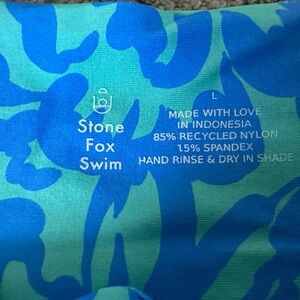 Stone
Fox
Swim
L
MADE WITH LOVE
IN INDONESIA
85% RECYCLED NYLON
15% SPANDEX
HAND RINSE & DRY IN SHADE